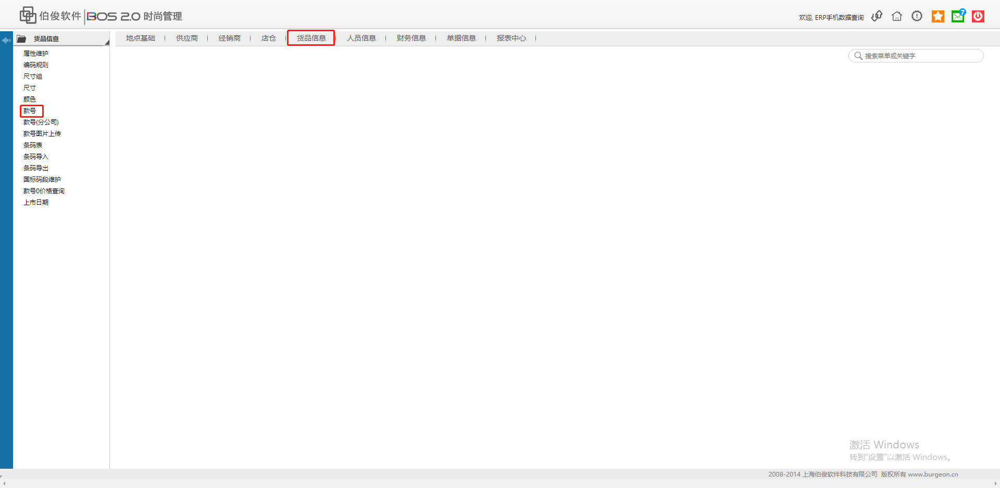 伯俊软件 BOS 2.0 时尚管理
欢迎, ERP手机数据查询
7
货品信息
地点基础 供应商 经销商 店仓 货品信息 人员信息 财务信息 单据信息 报表中心
搜索菜单或关键字
属性维护
编码规则
尺寸组
尺寸
颜色
款号
款号(分公司)
款号图片上传
条码表
条码导入
条码导出
国标码段维护
款号0价格查询
上市日期
激活 Windows
转到"设置"以激活 Windows。
2008-2014 上海伯俊软件科技有限公司 版权所有 www.burgeon.cn